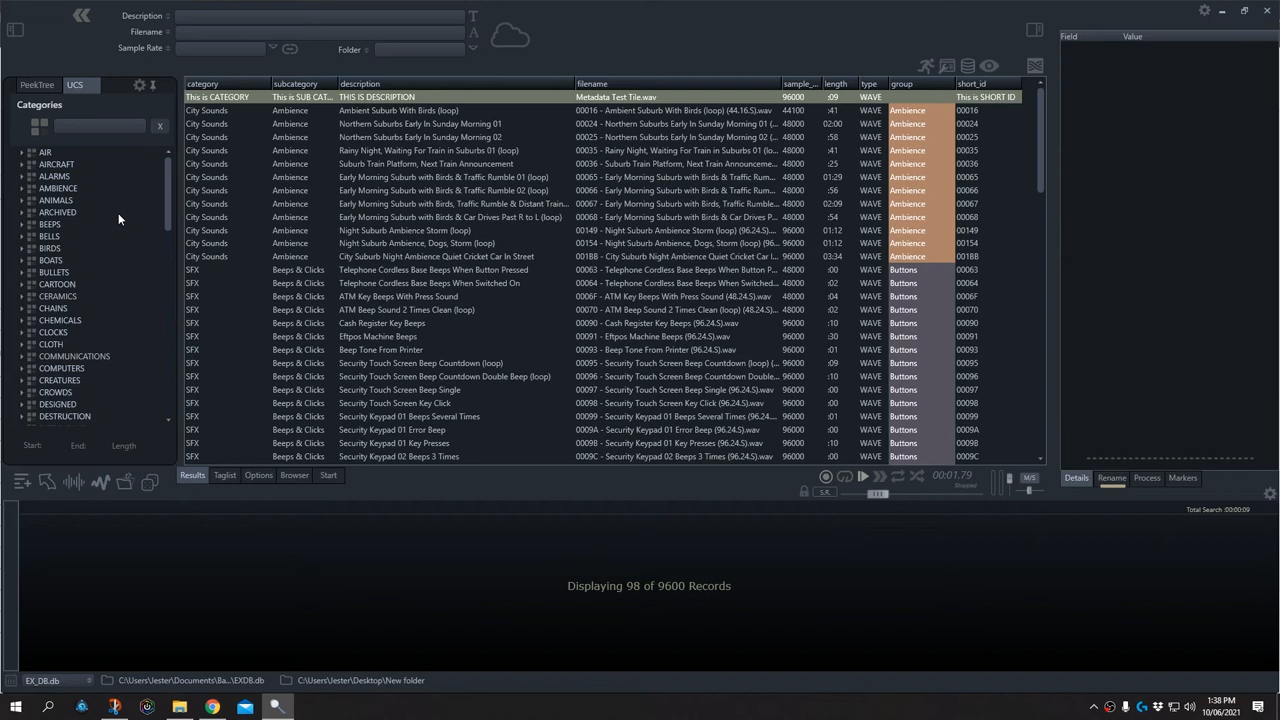 Description
Filename
Sample Rate
Folder
T
A
PeekTree UCS
Categories
X
AIR
AIRCRAFT
ALARMS
AMBIENCE
ANIMALS
ARCHIVED
BEEPS
BELLS
BIRDS
BOATS
BULLETS
CARTOON
CERAMICS
CHAINS
CHEMICALS
CLOCKS
CLOTH
COMMUNICATIONS
COMPUTERS
CREATURES
CROWDS
DESIGNED
DESTRUCTION
Start: End: Length
category subcategory description filename sample_... length type group short_id
This is CATEGORY This is SUB CAT... THIS IS DESCRIPTION Metadata Test Tile.wav 96000 :09 WAVE This is SHORT ID
City Sounds Ambience Ambient Suburb With Birds (loop) 00016 - Ambient Suburb With Birds (loop) (44.16.S).wav 44100 :41 WAVE Ambience 00016
City Sounds Ambience Northern Suburbs Early In Sunday Morning 01 00024 - Northern Suburbs Early In Sunday Morning 01 (... 48000 02:00 WAVE Ambience 00024
City Sounds Ambience Northern Suburbs Early In Sunday Morning 02 00026 - Northern Suburbs Early In Sunday Morning 02 (... 48000 :58 WAVE Ambience 00026
City Sounds Ambience Rainy Night, Waiting For Train in Suburbs 01 (loop) 00035 - Rainy Night, Waiting For Train in Suburbs 01 (l... 48000 :41 WAVE Ambience 00035
City Sounds Ambience Suburb Train Platform, Next Train Announcement 00036 - Suburb Train Platform, Next Train Announceme... 48000 :25 WAVE Ambience 00036
City Sounds Ambience Early Morning Suburb with Birds & Traffic Rumble 01 (loop) 00065 - Early Morning Suburb with Birds & Traffic Rum... 48000 01:29 WAVE Ambience 00065
City Sounds Ambience Early Morning Suburb with Birds & Traffic Rumble 02 (loop) 00066 - Early Morning Suburb with Birds & Traffic Rum... 48000 :56 WAVE Ambience 00066
City Sounds Ambience Early Morning Suburb with Birds, Traffic Rumble & Distant Train... 00067 - Early Morning Suburb with Birds, Traffic Rumbl... 48000 02:09 WAVE Ambience 00067
City Sounds Ambience Early Morning Suburb with Birds & Car Drives Past R to L (loop) 00068 - Early Morning Suburb with Birds & Car Drives P... 48000 :54 WAVE Ambience 00068
City Sounds Ambience Night Suburb Ambience Storm (loop) 00149 - Night Suburb Ambience Storm (loop) (96.24.S).... 96000 01:12 WAVE Ambience 00149
City Sounds Ambience Night Suburb Ambience, Dogs, Storm (loop) 00154 - Night Suburb Ambience, Dogs, Storm (loop) (9... 96000 01:12 WAVE Ambience 00154
City Sounds Ambience City Suburb Night Ambience Quiet Cricket Car In Street 001BB - City Suburb Night Ambience Quiet Cricket Car I... 96000 03:34 WAVE Ambience 001BB
SFX Beeps & Clicks Telephone Cordless Base Beeps When Button Pressed 00063 - Telephone Cordless Base Beeps When Button P... 48000 :00 WAVE Buttons 00063
SFX Beeps & Clicks Telephone Cordless Base Beeps When Switched On 00064 - Telephone Cordless Base Beeps When Switched... 48000 :02 WAVE Buttons 00064
SFX Beeps & Clicks ATM Key Beeps With Press Sound 0006F - ATM Key Beeps With Press Sound (48.24.S).wav 48000 :04 WAVE Buttons 0006F
SFX Beeps & Clicks ATM Beep Sound 2 Times Clean (loop) 00070 - ATM Beep Sound 2 Times Clean (loop) (48.24.S)... 48000 :02 WAVE Buttons 00070
SFX Beeps & Clicks Cash Register Key Beeps 00090 - Cash Register Key Beeps (96.24.S).wav 96000 :10 WAVE Buttons 00090
SFX Beeps & Clicks Eftpos Machine Beeps 00091 - Eftpos Machine Beeps (96.24.S).wav 96000 :30 WAVE Buttons 00091
SFX Beeps & Clicks Beep Tone From Printer 00093 - Beep Tone From Printer (96.24.S).wav 96000 :02 WAVE Buttons 00093
SFX Beeps & Clicks Security Touch Screen Beep Countdown (loop) 00095 - Security Touch Screen Beep Countdown (loop) (... 96000 :09 WAVE Buttons 00095
SFX Beeps & Clicks Security Touch Screen Beep Countdown Double Beep (loop) 00096 - Security Touch Screen Beep Countdown Double... 96000 :10 WAVE Buttons 00096
SFX Beeps & Clicks Security Touch Screen Beep Single 00097 - Security Touch Screen Beep Single (96.24.S).wav 96000 :00 WAVE Buttons 00097
SFX Beeps & Clicks Security Touch Screen Key Click 00098 - Security Touch Screen Key Click (96.24.S).wav 96000 :00 WAVE Buttons 00098
SFX Beeps & Clicks Security Keypad 01 Beeps Several Times 00099 - Security Keypad 01 Beeps Several Times (96.24.S)... 96000 :10 WAVE Buttons 00099
SFX Beeps & Clicks Security Keypad 01 Error Beep 0009A - Security Keypad 01 Error Beep (96.24.S).wav 96000 :00 WAVE Buttons 0009A
SFX Beeps & Clicks Security Keypad 01 Key Presses 0009B - Security Keypad 01 Key Presses (96.24.S).wav 96000 :10 WAVE Buttons 0009B
SFX Beeps & Clicks Security Keypad 02 Beeps 3 Times 0009C - Security Keypad 02 Beeps 3 Times (96.24.S).wav 96000 :00 WAVE Buttons 0009C
Results Taglist Options Browser Start
S.R.
00:01.79
Stopped
M/S
Field Value
Details Rename Process Markers
Total Search :00:00:09
Displaying 98 of 9600 Records
EX_DB.db C:\Users\Jester\Documents\Ba...\EXDB.db C:\Users\Jester\Desktop\New folder
1:38 PM
10/06/2021